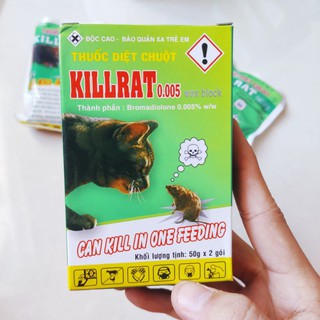 ĐỘC CAO - BẢO QUẢN XA TRẺ EM
THUỐC DIỆT CHUỘT
KILLRAT 0.005 wax block
Thành phần : Bromadiolone 0.005% w/w
CAN KILL IN ONE FEEDING
Khối lượng tịnh: 50g x 2 gói